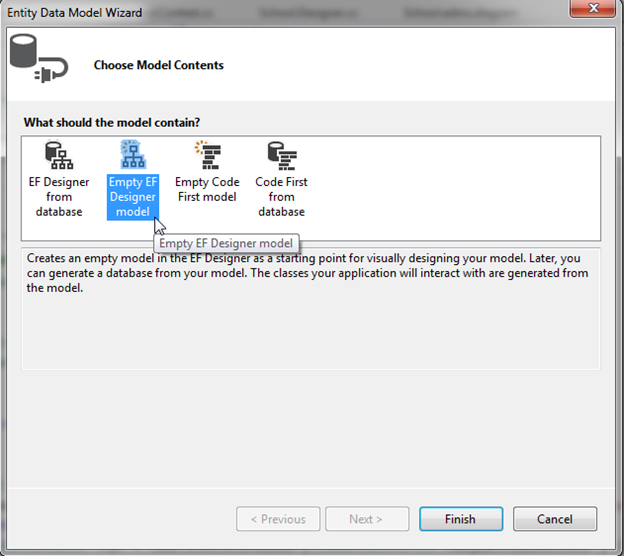 Entity Data Model Wizard
Choose Model Contents
What should the model contain?
EF Designer
from
database
Empty EF
Designer
model
Empty Code
First model
Code First
from
database
Empty EF Designer model
Creates an empty model in the EF Designer as a starting point for visually designing your model. Later, you
can generate a database from your model. The classes your application will interact with are generated from
the model.
< Previous
Next >
Finish
Cancel